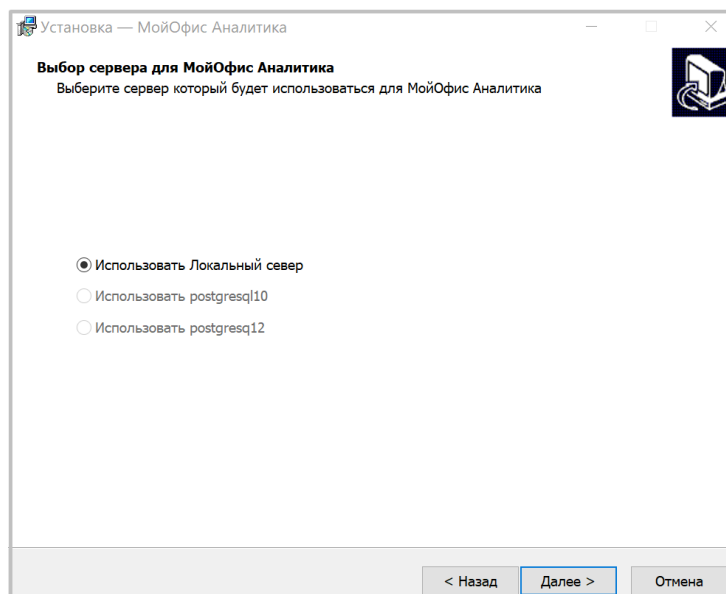 Установка — МойОфис Аналитика
Выбор сервера для МойОфис Аналитика
Выберите сервер который будет использоваться для МойОфис Аналитика
Использовать Локальный север
Использовать postgresql10
Использовать postgresq12
< Назад
Далее >
Отмена